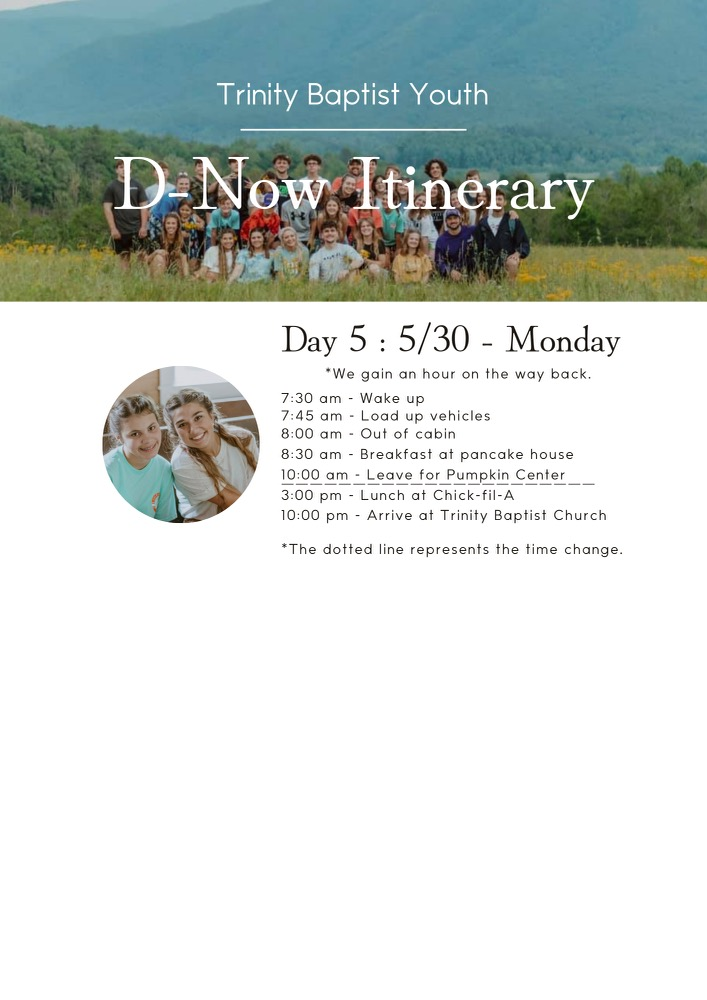 Trinity Baptist Youth
D-Now Itinerary
Day 5 : 5/30 - Monday
*We gain an hour on the way back.
7:30 am - Wake up
7:45 am - Load up vehicles
8:00 am - Out of cabin
8:30 am - Breakfast at pancake house
10:00 am - Leave for Pumpkin Center
3:00 pm - Lunch at Chick-fil-A
10:00 pm - Arrive at Trinity Baptist Church
*The dotted line represents the time change.